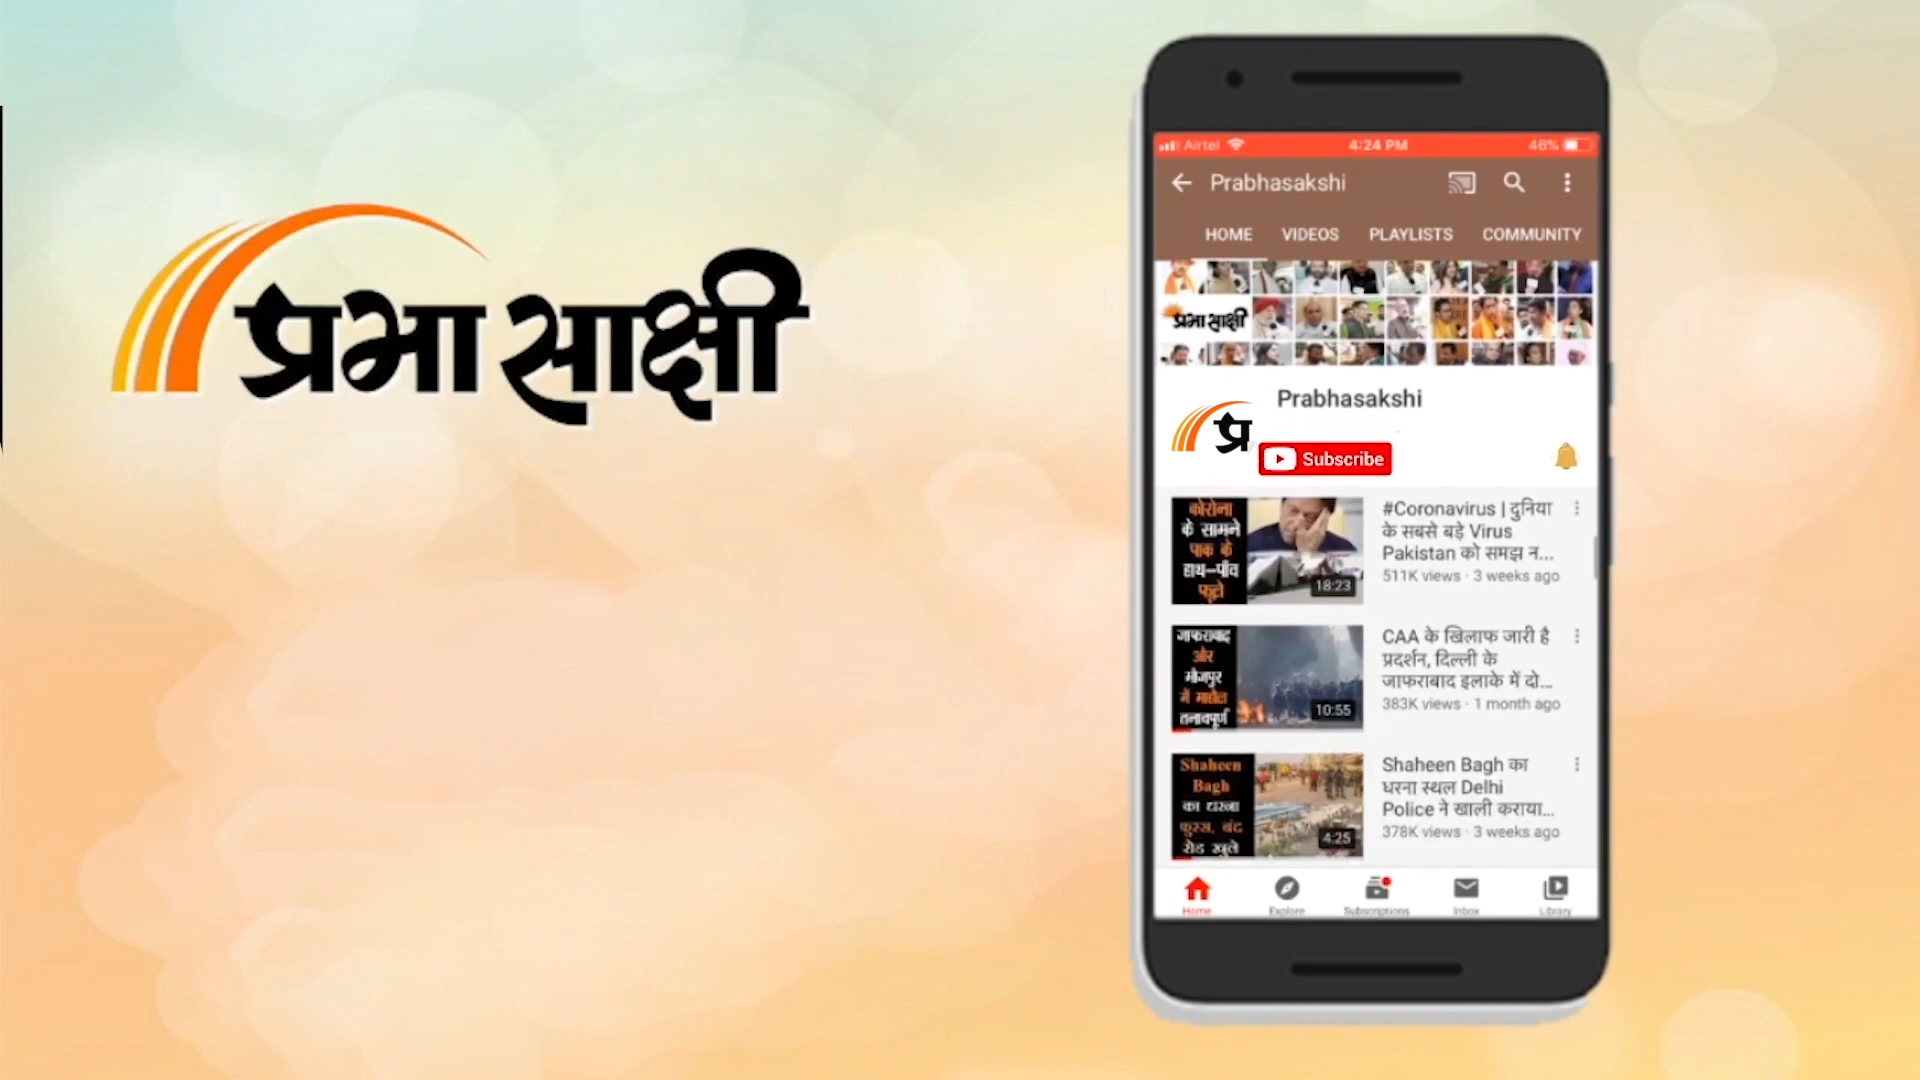 प्रभासाक्षी
Airtel 4:24 PM 46%
Prabhasakshi
HOME VIDEOS PLAYLISTS COMMUNITY
प्रभासाक्षी
Prabhasakshi
प्र
Subscribe
कोरोना
के सामने
पाक के
हाथ-पाँव
फूले
18:23
#Coronavirus | दुनिया
के सबसे बड़े Virus
Pakistan को समझ न...
511K views · 3 weeks ago
जाफराबाद
और
मौजपुर
में माहौल
तनावपूर्ण
10:55
CAA के खिलाफ जारी है
प्रदर्शन, दिल्ली के
जाफराबाद इलाके में दो...
383K views · 1 month ago
Shaheen
Bagh
का धरना
फुस्स, बंद
रोड खुले
4:25
Shaheen Bagh का
धरना स्थल Delhi
Police ने खाली कराया...
378K views · 3 weeks ago
Home Explore Subscriptions Inbox Library